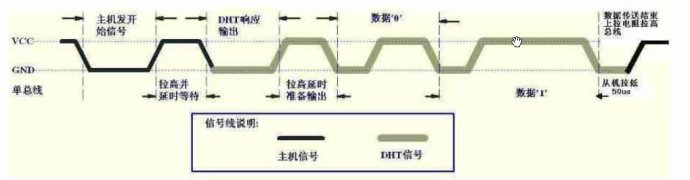 主机发开
始信号
DHT响应
输出
数据'0'
数据传送结束
上拉电阻拉高
总线
VCC
GND
单总线
拉高并
延时等待
拉高延时
准备输出
数据'1'
从机拉低
50us
信号线说明:
主机信号
DHT信号